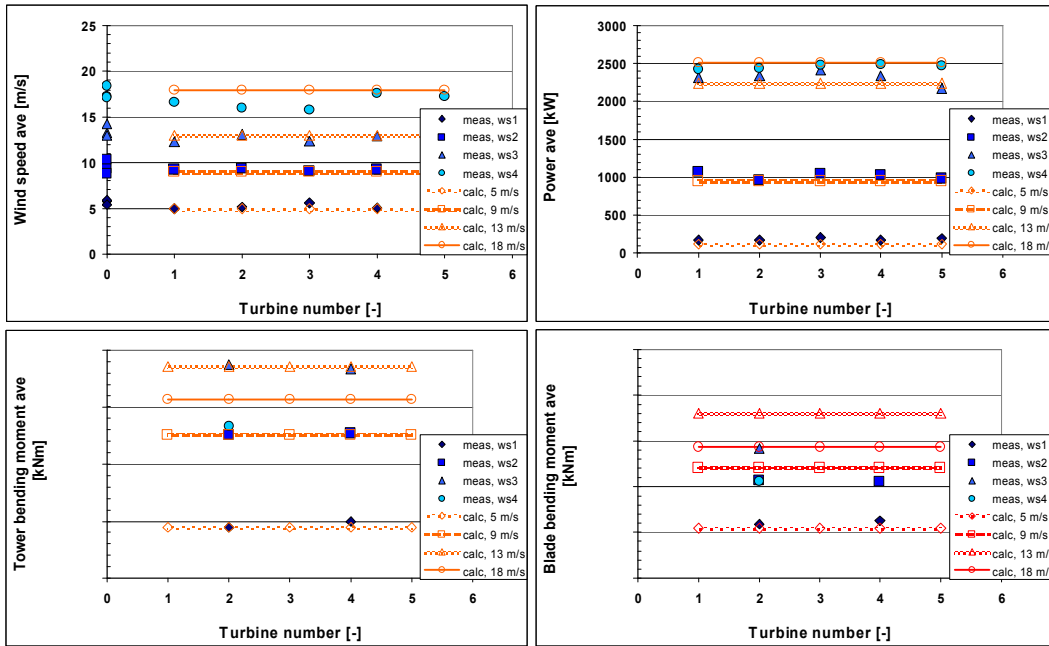 25
20
15
10
5
0
Wind speed ave [m/s]
0 1 2 3 4 5 6
Turbine number [-]
meas, ws1
meas, ws2
meas, ws3
meas, ws4
calc, 5 m/s
calc, 9 m/s
calc, 13 m/s
calc, 18 m/s
3000
2500
2000
1500
1000
500
0
Power ave [kW]
0 1 2 3 4 5 6
Turbine number [-]
meas, ws1
meas, ws2
meas, ws3
meas, ws4
calc, 5 m/s
calc, 9 m/s
calc, 13 m/s
calc, 18 m/s
Tower bending moment ave
[kNm]
0 1 2 3 4 5 6
Turbine number [-]
meas, ws1
meas, ws2
meas, ws3
meas, ws4
calc, 5 m/s
calc, 9 m/s
calc, 13 m/s
calc, 18 m/s
Blade bending moment ave
[kNm]
0 1 2 3 4 5 6
Turbine number [-]
meas, ws1
meas, ws2
meas, ws3
meas, ws4
calc, 5 m/s
calc, 9 m/s
calc, 13 m/s
calc, 18 m/s